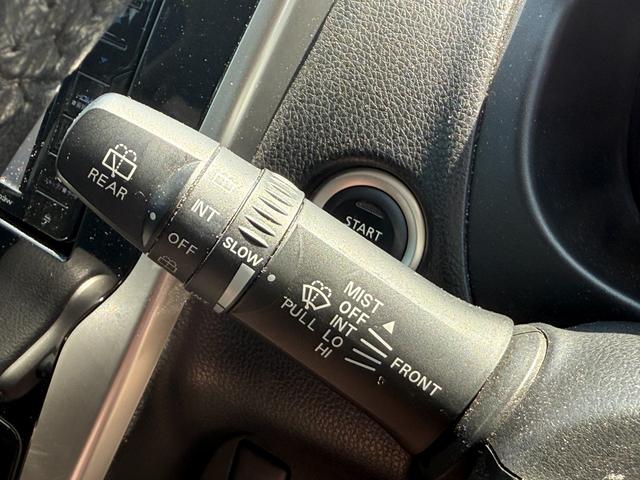 REAR
INT
OFF
SLOW
START
MIST
OFF
INT
PULL LO
HI
FRONT